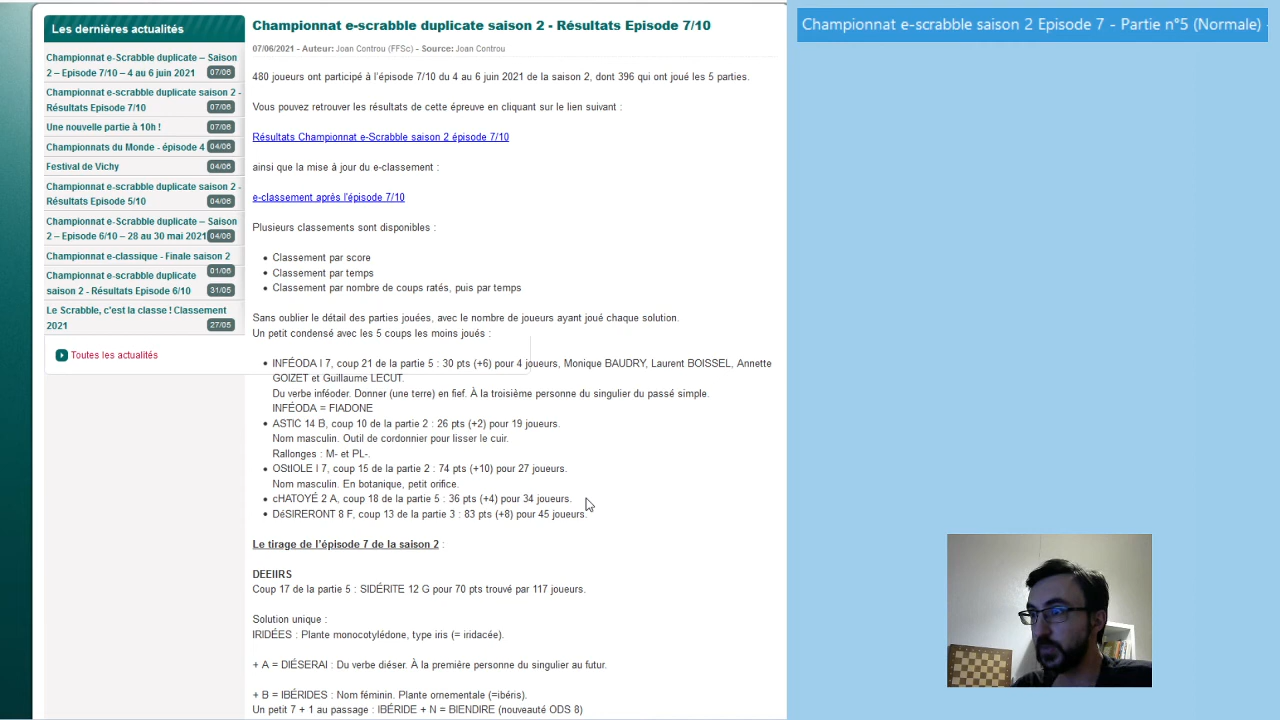 Les dernières actualités
Championnat e-Scrabble duplicate – Saison
2 – Episode 7/10 – 4 au 6 juin 2021 07/06
Championnat e-scrabble duplicate saison 2 -
Résultats Episode 7/10 07/06
Une nouvelle partie à 10h ! 07/06
Championnats du Monde - épisode 4 04/06
Festival de Vichy 04/06
Championnat e-scrabble duplicate saison 2 -
Résultats Episode 5/10 04/06
Championnat e-Scrabble duplicate – Saison
2 – Episode 6/10 – 28 au 30 mai 2021 04/06
Championnat e-classique - Finale saison 2
01/06
Championnat e-scrabble duplicate
saison 2 - Résultats Episode 6/10 31/05
Le Scrabble, c'est la classe ! Classement
2021 27/05
Toutes les actualités
Championnat e-scrabble duplicate saison 2 - Résultats Episode 7/10
07/06/2021 - Auteur: Joan Controu (FFSc) - Source: Joan Controu
480 joueurs ont participé à l'épisode 7/10 du 4 au 6 juin 2021 de la saison 2, dont 396 qui ont joué les 5 parties.
Vous pouvez retrouver les résultats de cette épreuve en cliquant sur le lien suivant :
Résultats Championnat e-Scrabble saison 2 épisode 7/10
ainsi que la mise à jour du e-classement :
e-classement après l'épisode 7/10
Plusieurs classements sont disponibles :
• Classement par score
• Classement par temps
• Classement par nombre de coups ratés, puis par temps
Sans oublier le détail des parties jouées, avec le nombre de joueurs ayant joué chaque solution.
Un petit condensé avec les 5 coups les moins joués :
• INFÉODA I 7, coup 21 de la partie 5 : 30 pts (+6) pour 4 joueurs, Monique BAUDRY, Laurent BOISSEL, Annette
GOIZET et Guillaume LECUT.
Du verbe inféoder. Donner (une terre) en fief. À la troisième personne du singulier du passé simple.
INFÉODA = FIADONE
• ASTIC 14 B, coup 10 de la partie 2 : 26 pts (+2) pour 19 joueurs.
Nom masculin. Outil de cordonnier pour lisser le cuir.
Rallonges : M- et PL-.
• OStIOLE I 7, coup 15 de la partie 2 : 74 pts (+10) pour 27 joueurs.
Nom masculin. En botanique, petit orifice.
• cHATOYÉ 2 A, coup 18 de la partie 5 : 36 pts (+4) pour 34 joueurs.
• DéSIRERONT 8 F, coup 13 de la partie 3 : 83 pts (+8) pour 45 joueurs.
Le tirage de l'épisode 7 de la saison 2 :
DEEIIRS
Coup 17 de la partie 5 : SIDÉRITE 12 G pour 70 pts trouvé par 117 joueurs.
Solution unique :
IRIDÉES : Plante monocotylédone, type iris (= iridacée).
+ A = DIÉSERAI : Du verbe diéser. À la première personne du singulier au futur.
+ B = IBÉRIDES : Nom féminin. Plante ornementale (=ibéris).
Un petit 7 + 1 au passage : IBÉRIDE + N = BIENDIRE (nouveauté ODS 8)
Championnat e-scrabble saison 2 Episode 7 - Partie n°5 (Normale) -